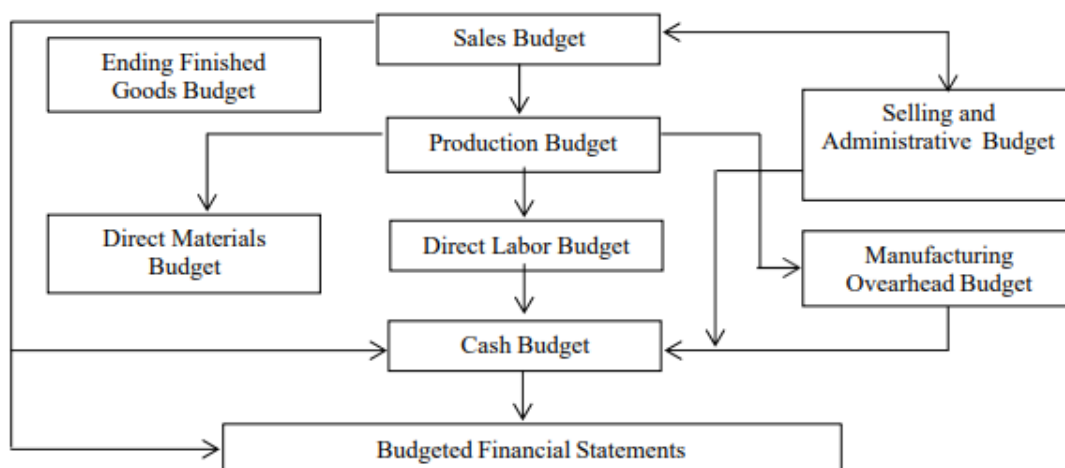 Sales Budget
Ending Finished
Goods Budget
Selling and
Administrative Budget
Production Budget
Direct Materials
Budget
Direct Labor Budget
Manufacturing
Ovearhead Budget
Cash Budget
Budgeted Financial Statements